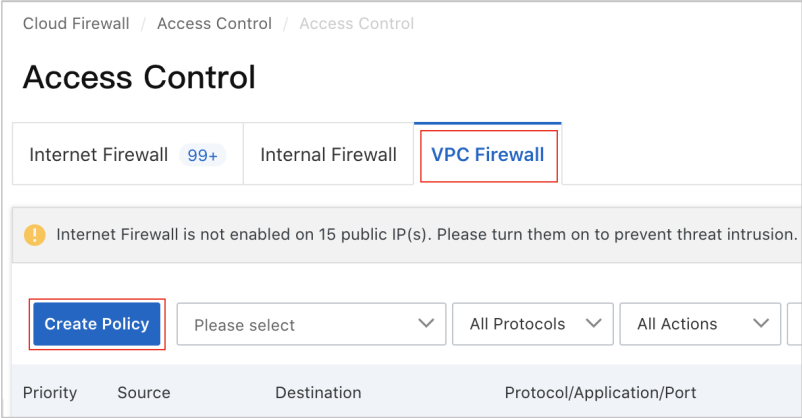 Cloud Firewall / Access Control / Access Control
Access Control
Internet Firewall 99+ Internal Firewall VPC Firewall
Internet Firewall is not enabled on 15 public IP(s). Please turn them on to prevent threat intrusion.
Create Policy Please select All Protocols All Actions
Priority Source Destination Protocol/Application/Port